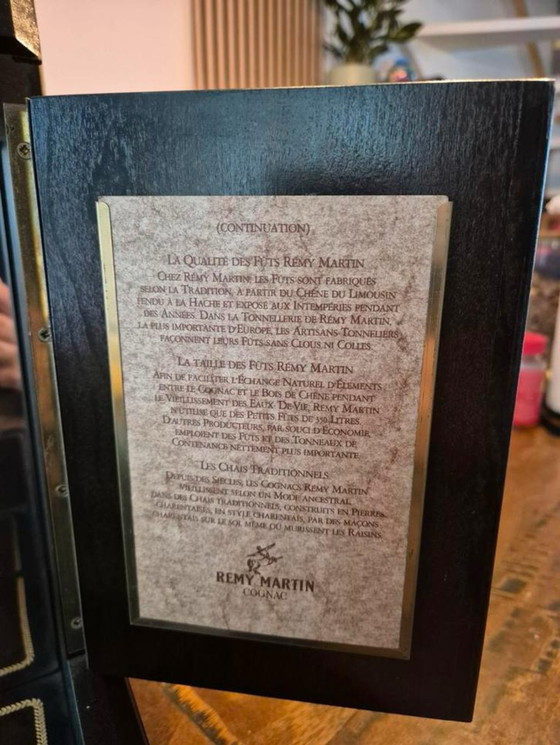 (CONTINUATION)
LA QUALITÉ DES FÛTS RÉMY MARTIN
CHEZ RÉMY MARTIN, LES FÛTS SONT FABRIQUÉS
SELON LA TRADITION, À PARTIR DU CHÊNE DU LIMOUSIN
FENDU À LA HACHE ET EXPOSÉ AUX INTEMPÉRIES PENDANT
DES ANNÉES. DANS LA TONNELLERIE DE RÉMY MARTIN,
LA PLUS IMPORTANTE D'EUROPE, LES ARTISANS-TONNELIERS
FAÇONNENT LEURS FÛTS SANS CLOUS NI COLLES.
LA TAILLE DES FÛTS RÉMY MARTIN
AFIN DE FACILITER L'ÉCHANGE NATUREL D'ÉLÉMENTS
ENTRE LE COGNAC ET LE BOIS DE CHÊNE PENDANT
LE VIEILLISSEMENT DES EAUX-DE-VIE, RÉMY MARTIN
N'UTILISE QUE DES PETITS FÛTS DE 350 LITRES.
D'AUTRES PRODUCTEURS, PAR SOUCI D'ÉCONOMIE,
EMPLOIENT DES FÛTS ET DES TONNEAUX DE
CONTENANCE NETTEMENT PLUS IMPORTANTE.
LES CHAIS TRADITIONNELS
DEPUIS DES SIÈCLES, LES COGNACS RÉMY MARTIN
VIEILLISSENT SELON UN MODE ANCESTRAL
DANS DES CHAIS TRADITIONNELS, CONSTRUITS EN PIERRES
CHARENTAISES, EN STYLE CHARENTAIS, PAR DES MAÇONS
CHARENTAIS SUR LE SOL MÊME OÙ MÛRISSENT LES RAISINS.
RÉMY MARTIN
COGNAC